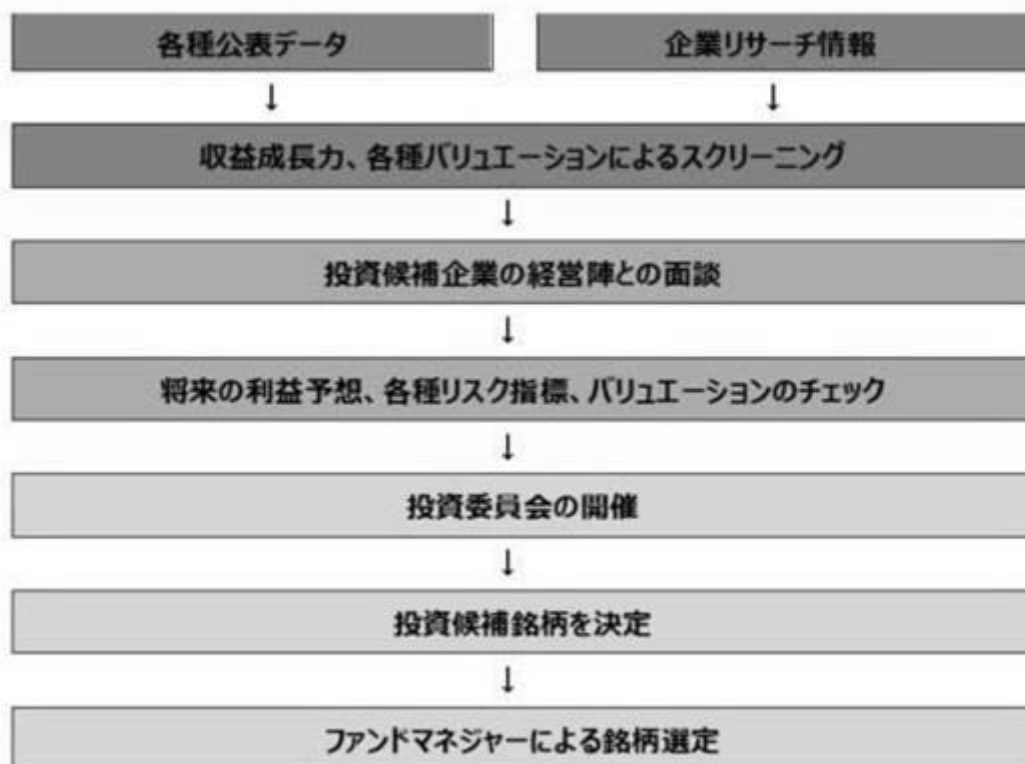 各種公表データ
企業リサーチ情報
↓ ↓
収益成長力、各種バリュエーションによるスクリーニング
↓
投資候補企業の経営陣との面談
↓
将来の利益予想、各種リスク指標、バリュエーションのチェック
↓
投資委員会の開催
↓
投資候補銘柄を決定
↓
ファンドマネジャーによる銘柄選定